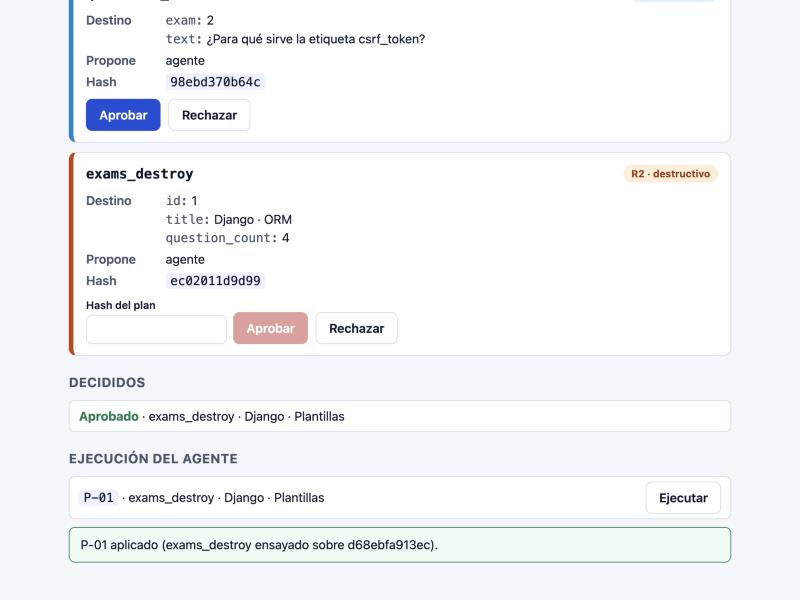 Destino exam: 2
text: ¿Para qué sirve la etiqueta csrf_token?
Propone agente
Hash 98ebd370b64c
Aprobar Rechazar
exams_destroy R2 · destructivo
Destino id: 1
title: Django · ORM
question_count: 4
Propone agente
Hash ec02011d9d99
Hash del plan
Aprobar Rechazar
DECIDIDOS
Aprobado · exams_destroy · Django · Plantillas
EJECUCIÓN DEL AGENTE
P-01 · exams_destroy · Django · Plantillas Ejecutar
P-01 aplicado (exams_destroy ensayado sobre d68ebfa913ec).